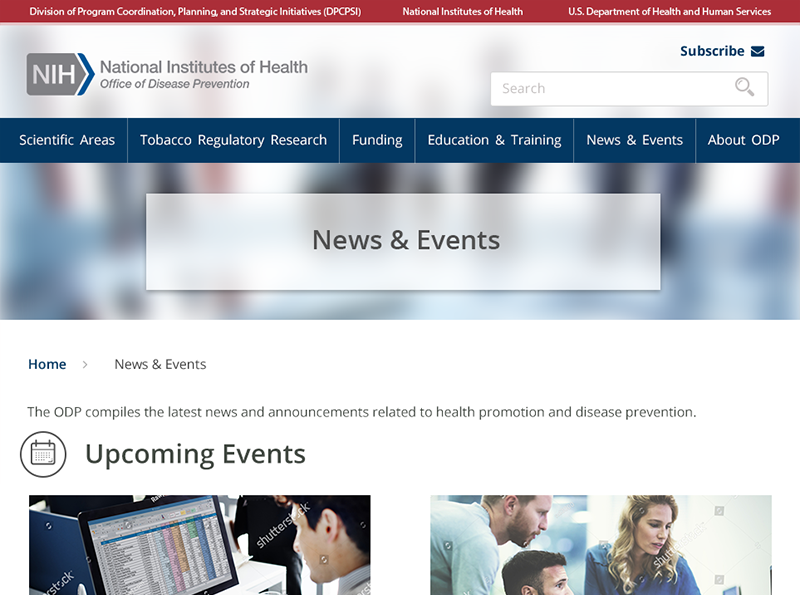 Division of Program Coordination, Planning, and Strategic Initiatives (DPCPSI) National Institutes of Health U.S. Department of Health and Human Services
Subscribe
NIH National Institutes of Health
Office of Disease Prevention
Search
Scientific Areas Tobacco Regulatory Research Funding Education & Training News & Events About ODP
News & Events
Home > News & Events
The ODP compiles the latest news and announcements related to health promotion and disease prevention.
Upcoming Events
shutterstock